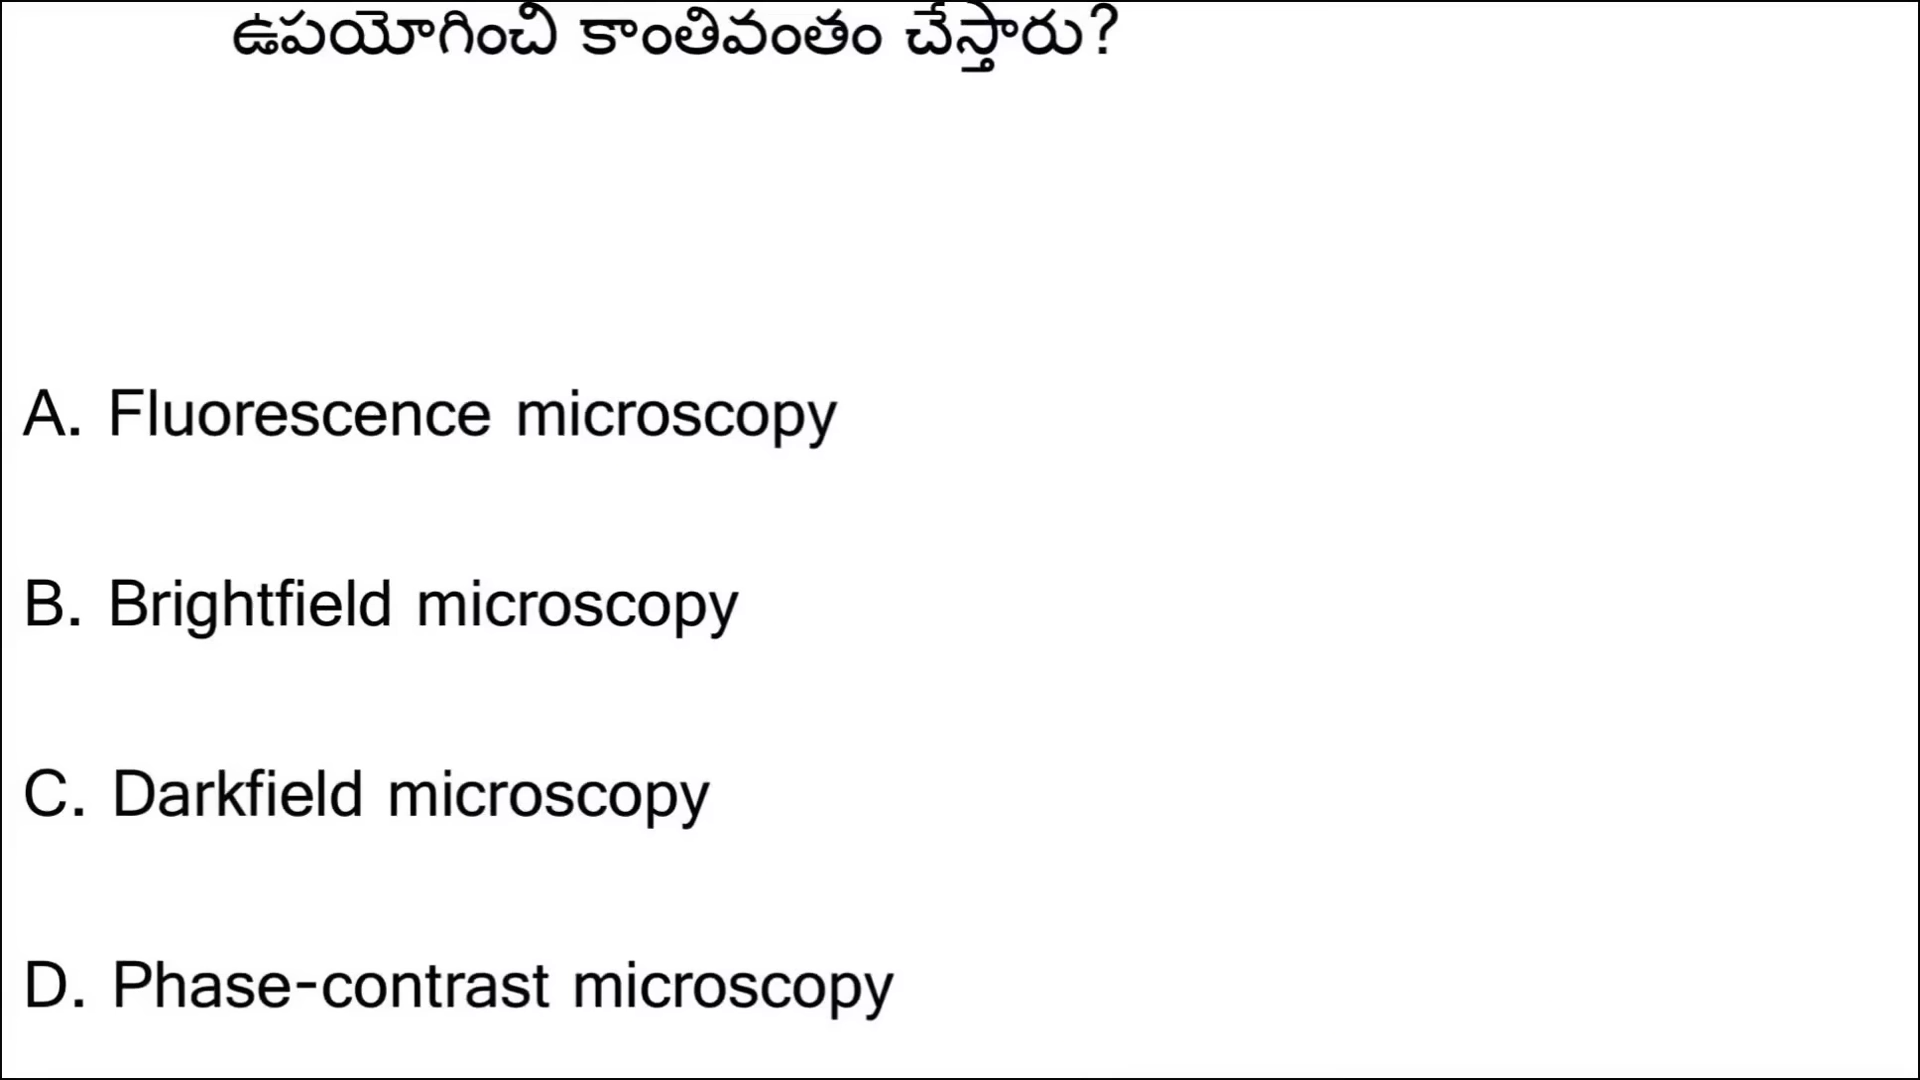 ఉపయోగించి కాంతివంతం చేస్తారు?
A. Fluorescence microscopy
B. Brightfield microscopy
C. Darkfield microscopy
D. Phase-contrast microscopy